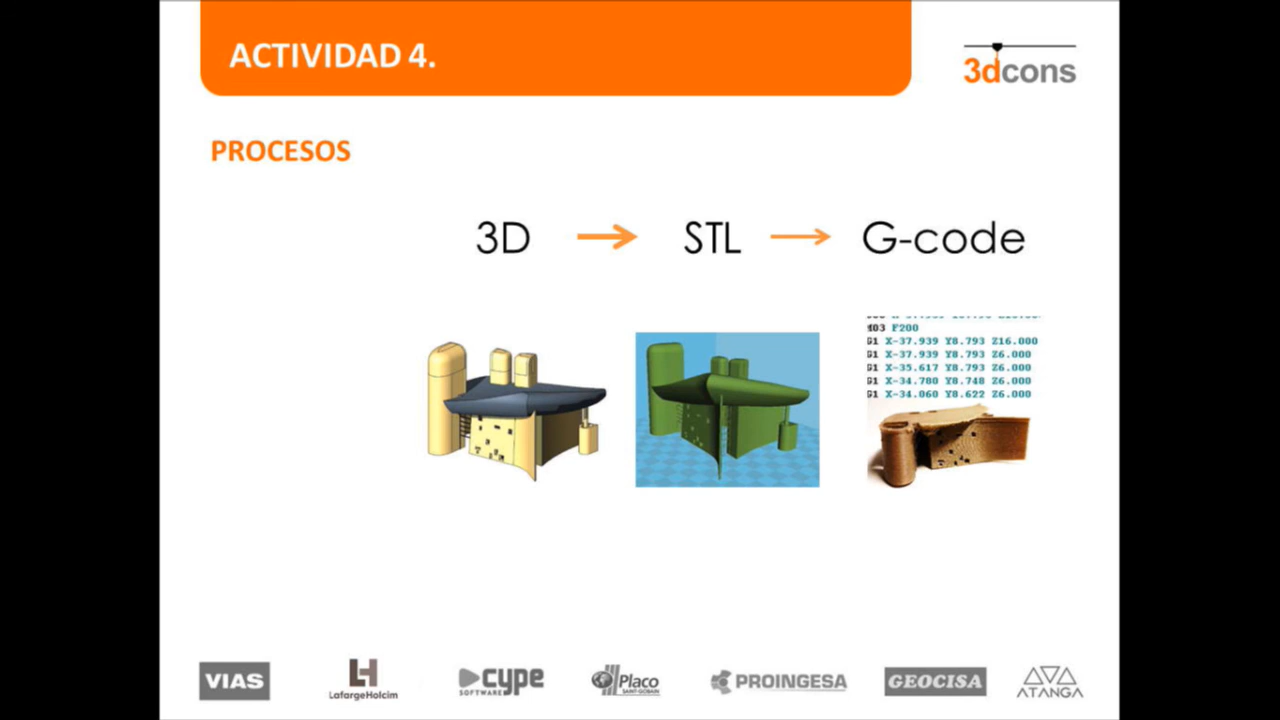 ACTIVIDAD 4.
3dcons
PROCESOS
3D → STL → G-code
M03 F200
G1 X-37.939 Y8.793 Z16.000
G1 X-37.939 Y8.793 Z6.000
G1 X-35.617 Y8.793 Z6.000
G1 X-34.780 Y8.748 Z6.000
G1 X-34.060 Y8.622 Z6.000
VIAS
LafargeHolcim
cype
SOFTWARE
Placo
SAINT-GOBAIN
PROINGESA
GEOCISA
ATANGA